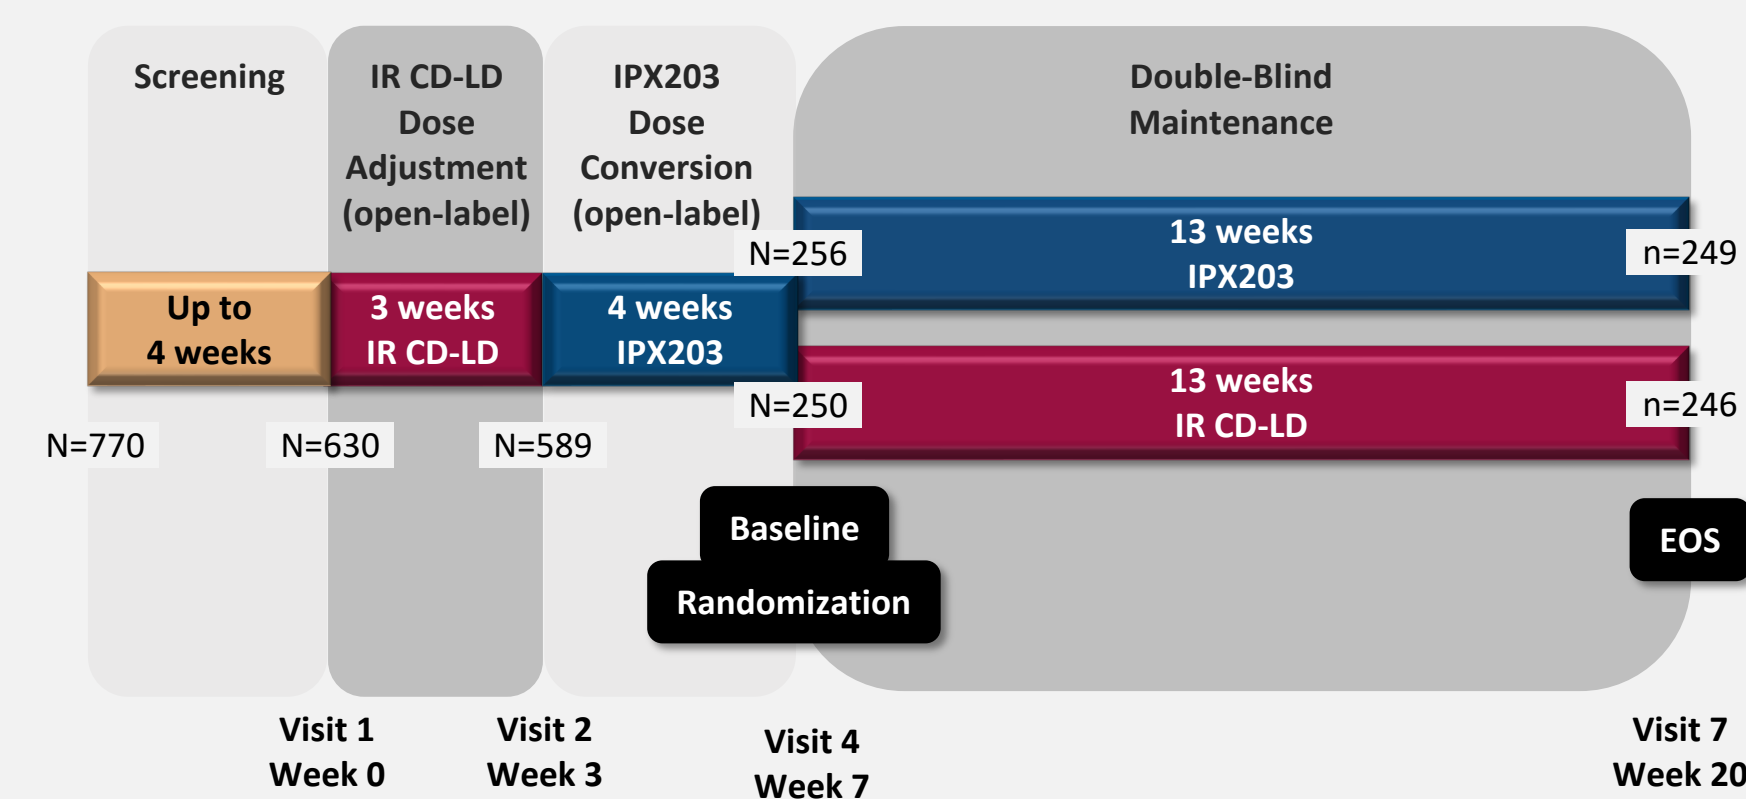 Screening
IR CD-LD
Dose
Adjustment
(open-label)
IPX203
Dose
Conversion
(open-label)
Double-Blind
Maintenance
Up to
4 weeks
3 weeks
IR CD-LD
4 weeks
IPX203
N=256
13 weeks
IPX203
n=249
N=250
13 weeks
IR CD-LD
n=246
N=770
N=630
N=589
Baseline
Randomization
EOS
Visit 1
Week 0
Visit 2
Week 3
Visit 4
Week 7
Visit 7
Week 20